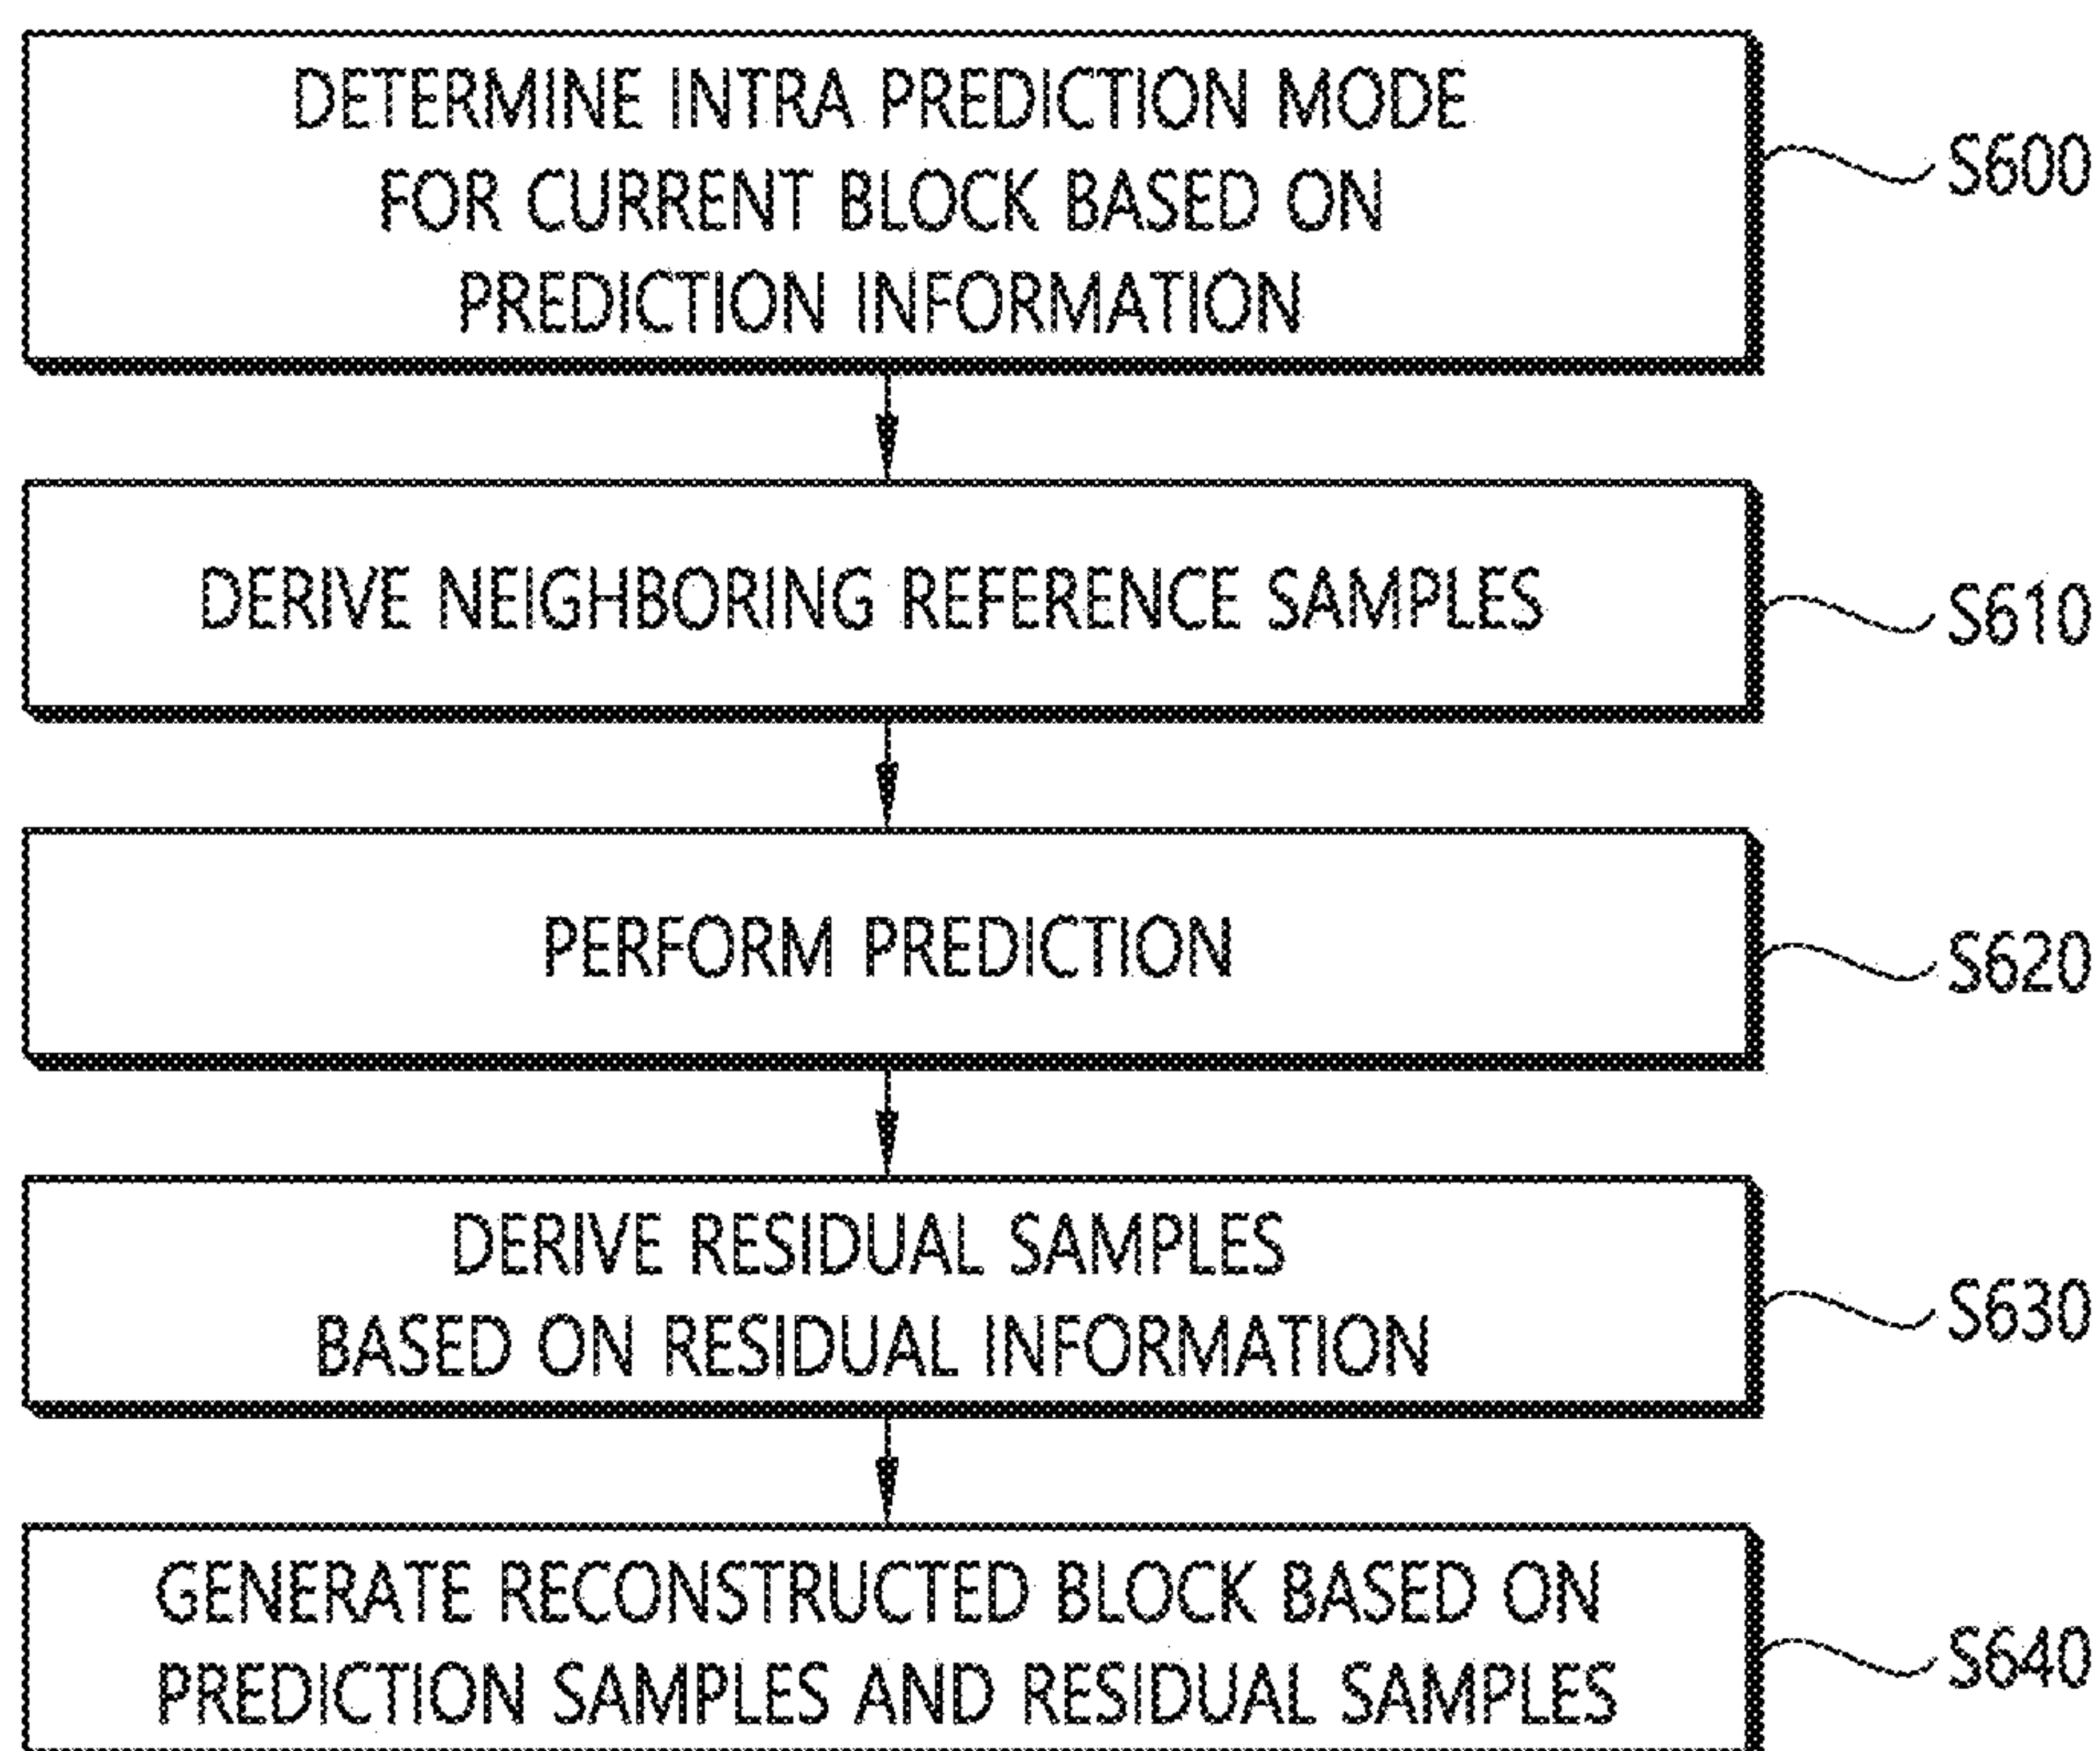 DETERMINE INTRA PREDICTION MODE
FOR CURRENT BLOCK BASED ON
PREDICTION INFORMATION
S600
DERIVE NEIGHBORING REFERENCE SAMPLES
S610
PERFORM PREDICTION
S620
DERIVE RESIDUAL SAMPLES
BASED ON RESIDUAL INFORMATION
S630
GENERATE RECONSTRUCTED BLOCK BASED ON
PREDICTION SAMPLES AND RESIDUAL SAMPLES
S640